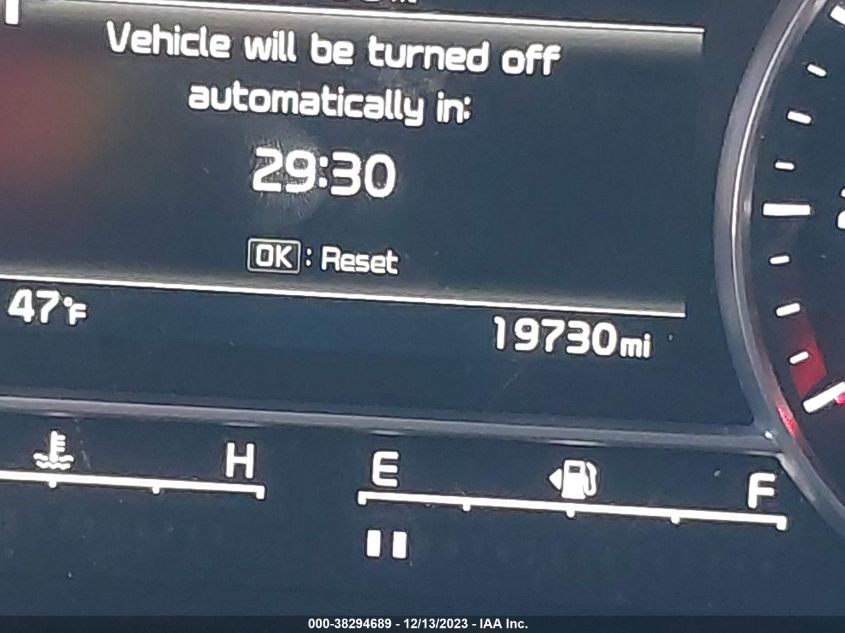 Vehicle will be turned off
automatically in:
29:30
OK : Reset
47°F
19730mi
H
E
F
000-38294689 - 12/13/2023 - IAA Inc.